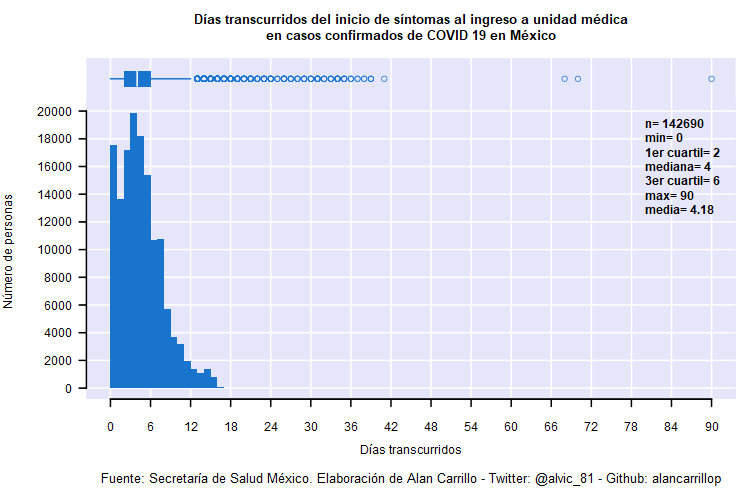 Días transcurridos del inicio de síntomas al ingreso a unidad médica
en casos confirmados de COVID 19 en México
n= 142690
min= 0
1er cuartil= 2
mediana= 4
3er cuartil= 6
max= 90
media= 4.18
Número de personas
20000
18000
16000
14000
12000
10000
8000
6000
4000
2000
0
0 6 12 18 24 30 36 42 48 54 60 66 72 78 84 90
Días transcurridos
Fuente: Secretaría de Salud México. Elaboración de Alan Carrillo - Twitter: @alvic_81 - Github: alancarrillop